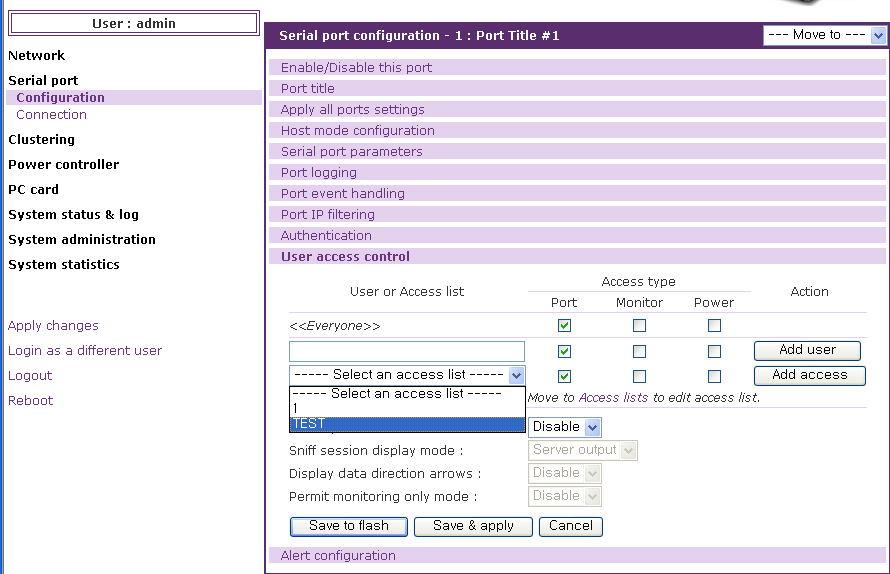 User : admin
Network
Serial port
Configuration
Connection
Clustering
Power controller
PC card
System status & log
System administration
System statistics
Apply changes
Login as a different user
Logout
Reboot
Serial port configuration - 1 : Port Title #1
--- Move to ---
Enable/Disable this port
Port title
Apply all ports settings
Host mode configuration
Serial port parameters
Port logging
Port event handling
Port IP filtering
Authentication
User access control
User or Access list
Access type
Action
Port Monitor Power
<<Everyone>>
Add user
----- Select an access list -----
Add access
----- Select an access list -----
1
TEST
Move to Access lists to edit access list.
Disable
Sniff session display mode :
Server output
Display data direction arrows :
Disable
Permit monitoring only mode :
Disable
Save to flash
Save & apply
Cancel
Alert configuration